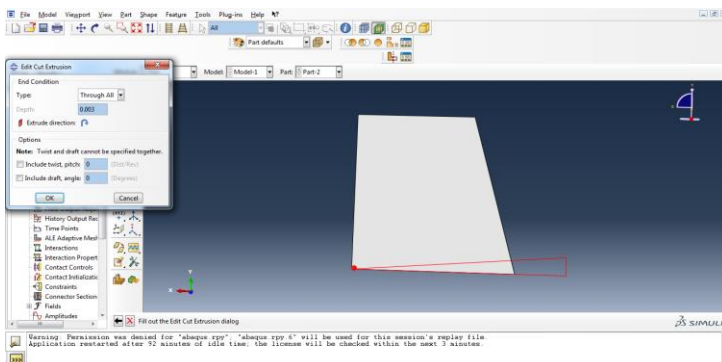 File Model Viewport View Part Shape Feature Tools Plug-ins Help
All
Part defaults
Edit Cut Extrusion
Model: Model-1 Part: Part-2
End Condition
Type: Through All
Depth: 0.003
Extrude direction:
Options
Note: Twist and draft cannot be specified together.
Include twist, pitch: 0 (Dist/Rev)
Include draft, angle: 0 (Degrees)
OK Cancel
History Output Rec
Time Points
ALE Adaptive Mesh
Interactions
Interaction Propert
Contact Controls
Contact Initializatio
Constraints
Connector Section
Fields
Amplitudes
Y
X
Fill out the Edit Cut Extrusion dialog
SIMULI
Warning: Permission was denied for "abaqus.rpy"; "abaqus.rpy.6" will be used for this session's replay file.
Application restarted after 92 minutes of idle time; the license will be checked within the next 3 minutes.